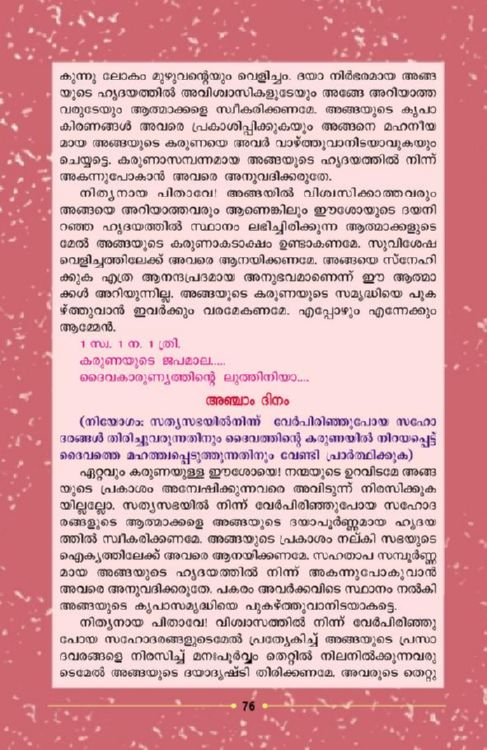 കുന്നു ലോകം മുഴുവന്റെയും വെളിച്ചം. ദയാ നിർഭരമായ അങ്ങ
യുടെ ഹൃദയത്തിൽ അവിശ്വാസികളുടേയും അങ്ങേ അറിയാത്ത
വരുടേയും ആത്മാക്കളെ സ്വീകരിക്കണമേ. അങ്ങയുടെ കൃപാ
കിരണങ്ങൾ അവരെ പ്രകാശിപ്പിക്കുകയും അങ്ങനെ മഹനീയ
മായ അങ്ങയുടെ കരുണയെ അവർ വാഴ്ത്തുവാനിടയാവുകയും
ചെയ്യട്ടെ. കരുണാസമ്പന്നമായ അങ്ങയുടെ ഹൃദയത്തിൽ നിന്ന്
അകന്നുപോകാൻ അവരെ അനുവദിക്കരുതേ.
നിത്യനായ പിതാവേ! അങ്ങയിൽ വിശ്വസിക്കാത്തവരും
അങ്ങയെ അറിയാത്തവരും ആണെങ്കിലും ഈശോയുടെ ദയനി
റഞ്ഞ ഹൃദയത്തിൽ സ്ഥാനം ലഭിച്ചിരിക്കുന്ന ആത്മാക്കളുടെ
മേൽ അങ്ങയുടെ കരുണാകടാക്ഷം ഉണ്ടാകണമേ. സുവിശേഷ
വെളിച്ചത്തിലേക്ക് അവരെ ആനയിക്കണമേ. അങ്ങയെ സ്നേഹി
ക്കുക എത്ര ആനന്ദപ്രദമായ അനുഭവമാണെന്ന് ഈ ആത്മാ
ക്കൾ അറിയുന്നില്ല. അങ്ങയുടെ കരുണയുടെ സമൃദ്ധിയെ പുക
ഴ്ത്തുവാൻ ഇവർക്കും വരമേകണമേ. എപ്പോഴും എന്നേക്കും
ആമ്മേൻ.
1 സ്വ. 1 ന. 1 ത്രി.
കരുണയുടെ ജപമാല.....
ദൈവകാരുണ്യത്തിന്റെ ലുത്തിനിയാ....
അഞ്ചാം ദിനം
(നിയോഗം: സത്യസഭയിൽനിന്ന് വേർപിരിഞ്ഞുപോയ സഹോ
ദരങ്ങൾ തിരിച്ചുവരുന്നതിനും ദൈവത്തിന്റെ കരുണയിൽ നിറയപ്പെട്ട്
ദൈവത്തെ മഹത്ത്വപ്പെടുത്തുന്നതിനും വേണ്ടി പ്രാർത്ഥിക്കുക)
ഏറ്റവും കരുണയുള്ള ഈശോയെ! നന്മയുടെ ഉറവിടമേ അങ്ങ
യുടെ പ്രകാശം അന്വേഷിക്കുന്നവരെ അവിടുന്ന് നിരസിക്കുക
യില്ലല്ലോ. സത്യസഭയിൽ നിന്ന് വേർപിരിഞ്ഞുപോയ സഹോദ
രങ്ങളുടെ ആത്മാക്കളെ അങ്ങയുടെ ദയാപൂർണ്ണമായ ഹൃദയ
ത്തിൽ സ്വീകരിക്കണമേ. അങ്ങയുടെ പ്രകാശം നല്കി സഭയുടെ
ഐക്യത്തിലേക്ക് അവരെ ആനയിക്കണമേ. സഹതാപ സമ്പൂർണ്ണ
മായ അങ്ങയുടെ ഹൃദയത്തിൽ നിന്ന് അകന്നുപോകുവാൻ
അവരെ അനുവദിക്കരുതേ. പകരം അവർക്കവിടെ സ്ഥാനം നൽകി
അങ്ങയുടെ കൃപാസമൃദ്ധിയെ പുകഴ്ത്തുവാനിടയാകട്ടെ.
നിത്യനായ പിതാവേ! വിശ്വാസത്തിൽ നിന്ന് വേർപിരിഞ്ഞു
പോയ സഹോദരങ്ങളുടെമേൽ പ്രത്യേകിച്ച് അങ്ങയുടെ പ്രസാ
ദവരങ്ങളെ നിരസിച്ച് മനഃപൂർവ്വം തെറ്റിൽ നിലനിൽക്കുന്നവരു
ടെമേൽ അങ്ങയുടെ ദയാദൃഷ്ടി തിരിക്കണമേ. അവരുടെ തെറ്റു
76